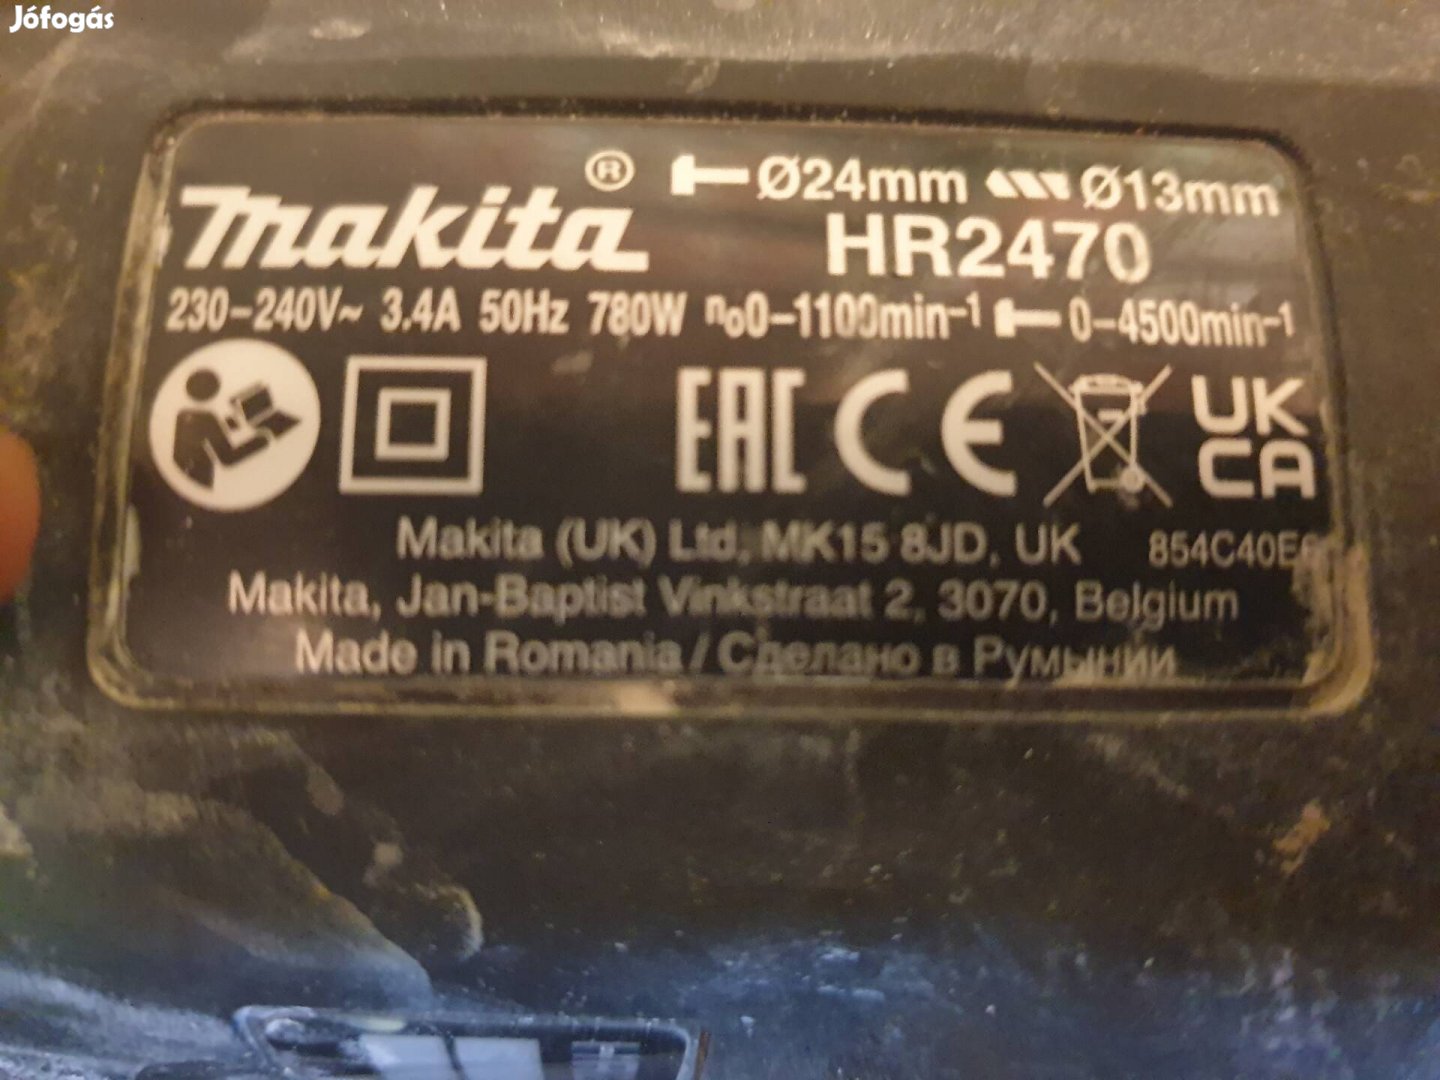 Jófogás
makita® Ø24mm Ø13mm
HR2470
230-240V~ 3.4A 50Hz 780W n₀0-1100min⁻¹ 0-4500min⁻¹
EAC CE UK CA
Makita (UK) Ltd, MK15 8JD, UK
Makita, Jan-Baptist Vinkstraat 2, 3070, Belgium
Made in Romania / Сделано в Румынии